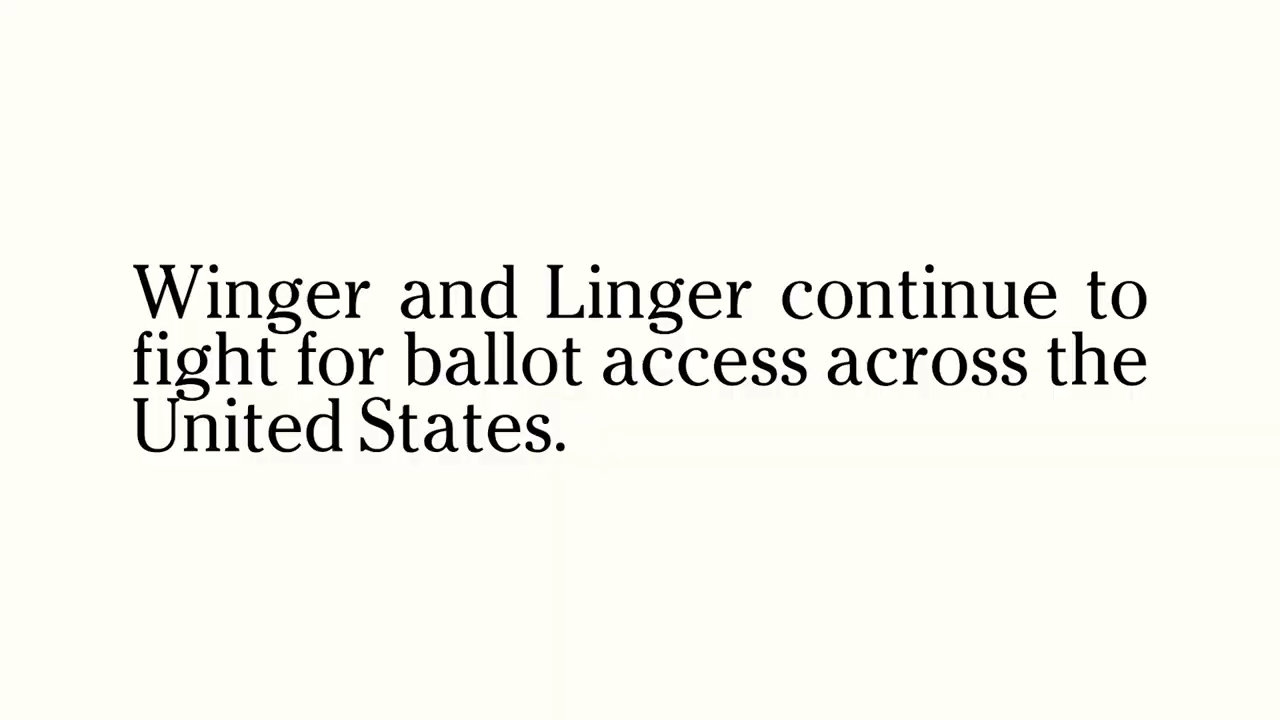 Winger and Linger continue to
fight for ballot access across the
United States.